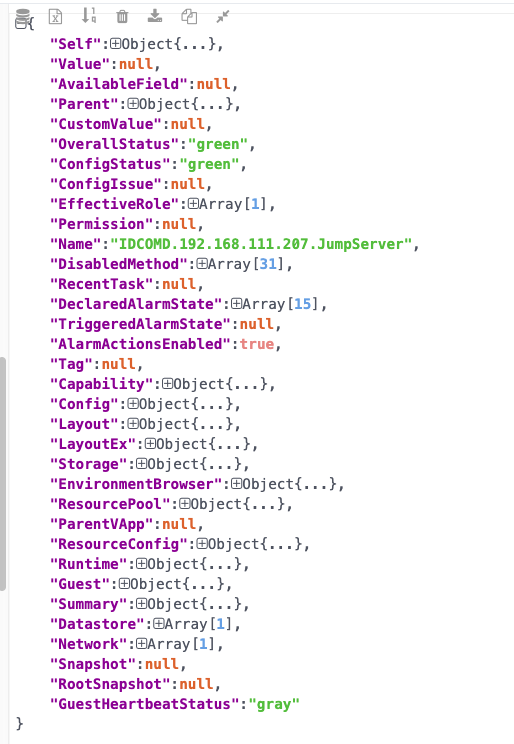 {
"Self":Object{...},
"Value":null,
"AvailableField":null,
"Parent":Object{...},
"CustomValue":null,
"OverallStatus":"green",
"ConfigStatus":"green",
"ConfigIssue":null,
"EffectiveRole":Array[1],
"Permission":null,
"Name":"IDCOMD.192.168.111.207.JumpServer",
"DisabledMethod":Array[31],
"RecentTask":null,
"DeclaredAlarmState":Array[15],
"TriggeredAlarmState":null,
"AlarmActionsEnabled":true,
"Tag":null,
"Capability":Object{...},
"Config":Object{...},
"Layout":Object{...},
"LayoutEx":Object{...},
"Storage":Object{...},
"EnvironmentBrowser":Object{...},
"ResourcePool":Object{...},
"ParentVApp":null,
"ResourceConfig":Object{...},
"Runtime":Object{...},
"Guest":Object{...},
"Summary":Object{...},
"Datastore":Array[1],
"Network":Array[1],
"Snapshot":null,
"RootSnapshot":null,
"GuestHeartbeatStatus":"gray"
}